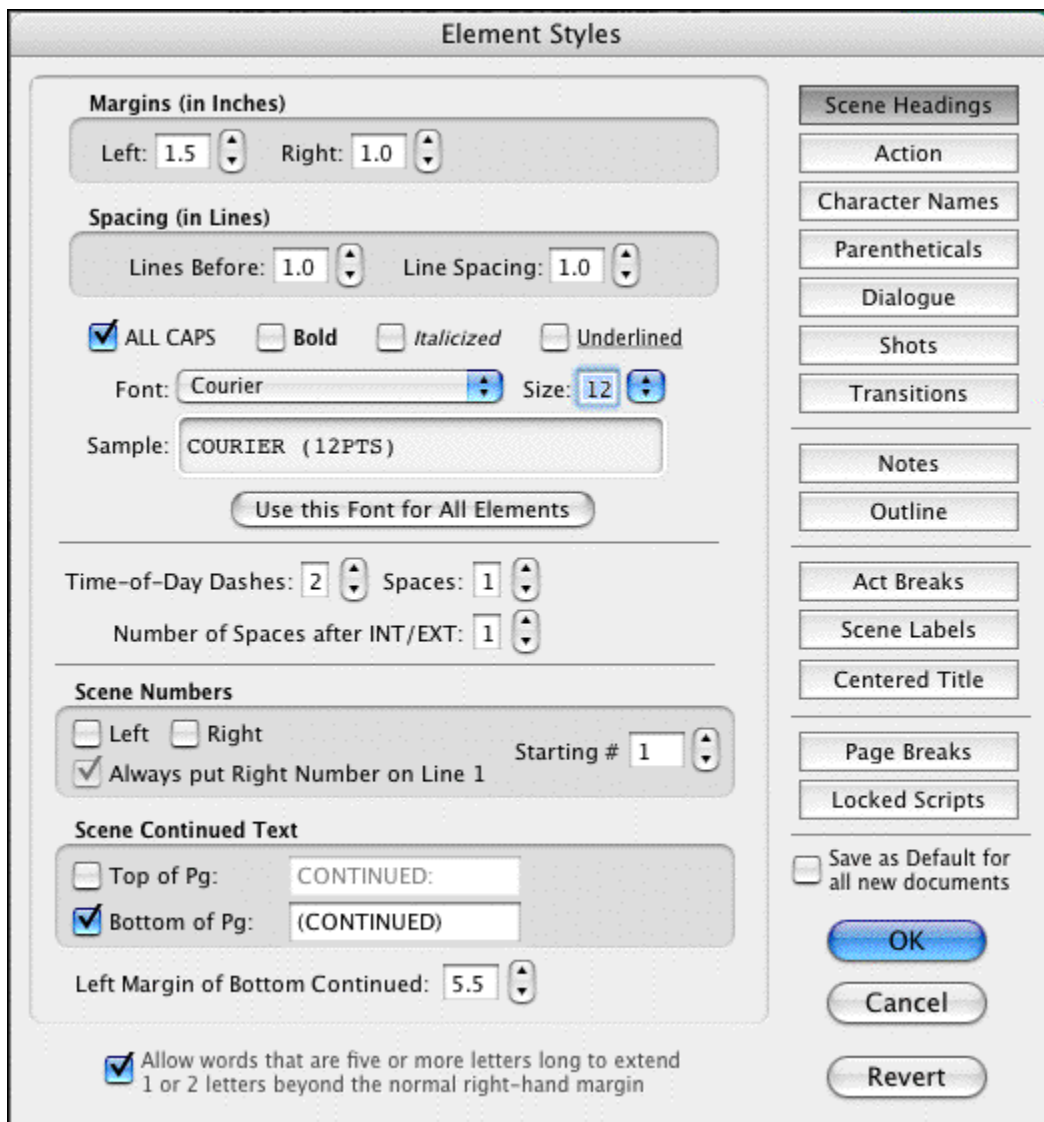 Element Styles
Margins (in Inches)
Left: 1.5 Right: 1.0
Spacing (in Lines)
Lines Before: 1.0 Line Spacing: 1.0
ALL CAPS Bold Italicized Underlined
Font: Courier Size: 12
Sample: COURIER (12PTS)
Use this Font for All Elements
Time-of-Day Dashes: 2 Spaces: 1
Number of Spaces after INT/EXT: 1
Scene Numbers
Left Right
Starting # 1
Always put Right Number on Line 1
Scene Continued Text
Top of Pg: CONTINUED:
Bottom of Pg: (CONTINUED)
Left Margin of Bottom Continued: 5.5
Allow words that are five or more letters long to extend
1 or 2 letters beyond the normal right-hand margin
Scene Headings
Action
Character Names
Parentheticals
Dialogue
Shots
Transitions
Notes
Outline
Act Breaks
Scene Labels
Centered Title
Page Breaks
Locked Scripts
Save as Default for
all new documents
OK
Cancel
Revert